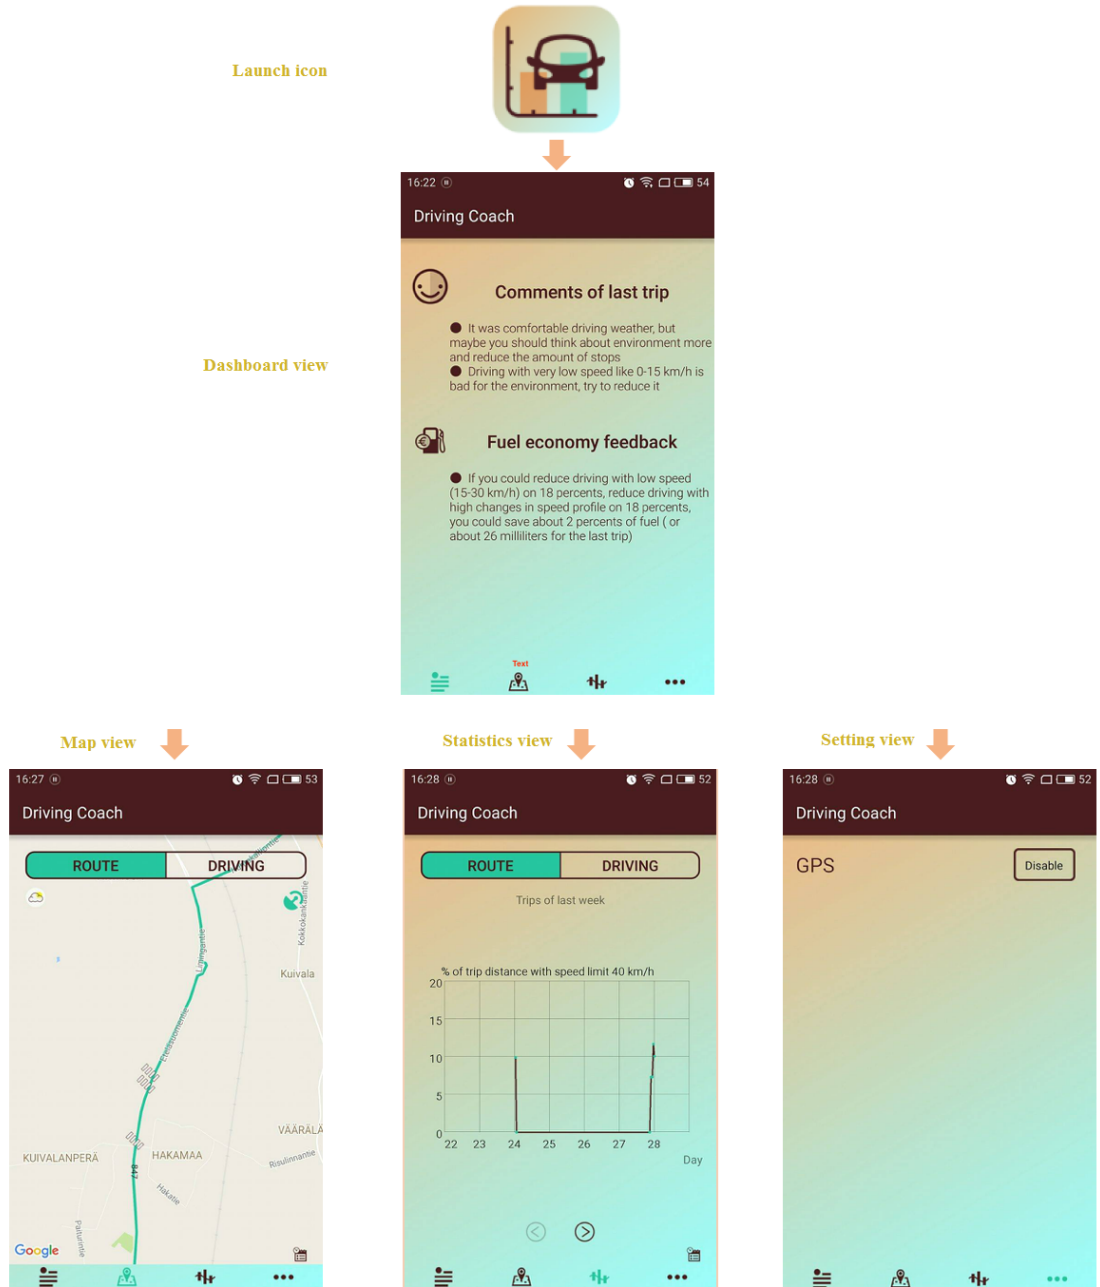 Launch icon
16:22
54
Driving Coach
Comments of last trip
It was comfortable driving weather, but
maybe you should think about environment more
and reduce the amount of stops
Driving with very low speed like 0-15 km/h is
bad for the environment, try to reduce it
Dashboard view
Fuel economy feedback
If you could reduce driving with low speed
(15-30 km/h) on 18 percents, reduce driving with
high changes in speed profile on 18 percents,
you could save about 2 percents of fuel ( or
about 26 milliliters for the last trip)
Text
Map view
16:27
53
Driving Coach
ROUTE
DRIVING
Kokkokankaantie
Kuivala
Eteläsuomentie
VÄÄRÄLÄ
KUIVALANPERÄ
HAKAMAA
Risulinnantie
847
Hakatie
Google
Statistics view
16:28
52
Driving Coach
ROUTE
DRIVING
Trips of last week
% of trip distance with speed limit 40 km/h
20
15
10
5
0
22 23 24 25 26 27 28
Day
Setting view
16:28
52
Driving Coach
GPS
Disable